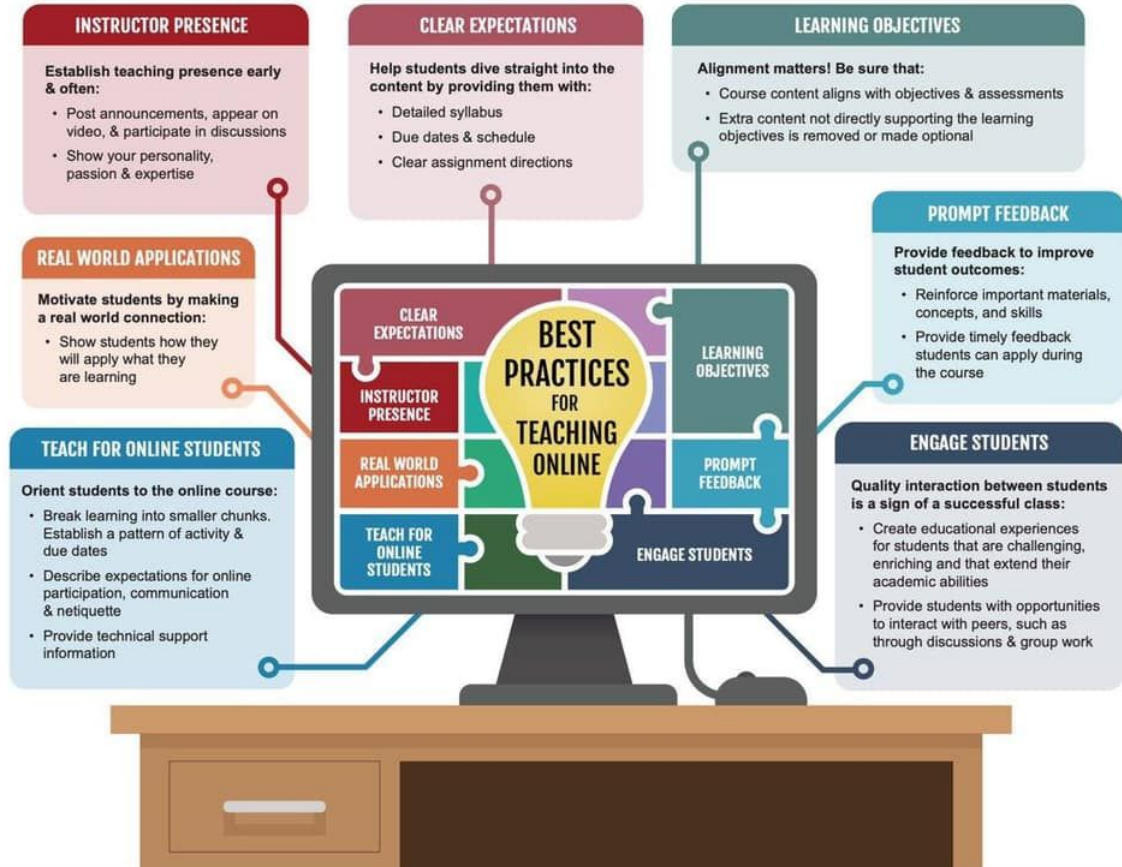 INSTRUCTOR PRESENCE
Establish teaching presence early
& often:
• Post announcements, appear on
video, & participate in discussions
• Show your personality,
passion & expertise
CLEAR EXPECTATIONS
Help students dive straight into the
content by providing them with:
• Detailed syllabus
• Due dates & schedule
• Clear assignment directions
LEARNING OBJECTIVES
Alignment matters! Be sure that:
• Course content aligns with objectives & assessments
• Extra content not directly supporting the learning
objectives is removed or made optional
REAL WORLD APPLICATIONS
Motivate students by making
a real world connection:
• Show students how they
will apply what they
are learning
PROMPT FEEDBACK
Provide feedback to improve
student outcomes:
• Reinforce important materials,
concepts, and skills
• Provide timely feedback
students can apply during
the course
TEACH FOR ONLINE STUDENTS
Orient students to the online course:
• Break learning into smaller chunks.
Establish a pattern of activity &
due dates
• Describe expectations for online
participation, communication
& netiquette
• Provide technical support
information
ENGAGE STUDENTS
Quality interaction between students
is a sign of a successful class:
• Create educational experiences
for students that are challenging,
enriching and that extend their
academic abilities
• Provide students with opportunities
to interact with peers, such as
through discussions & group work
CLEAR
EXPECTATIONS
INSTRUCTOR
PRESENCE
REAL WORLD
APPLICATIONS
TEACH FOR
ONLINE
STUDENTS
BEST
PRACTICES
FOR
TEACHING
ONLINE
LEARNING
OBJECTIVES
PROMPT
FEEDBACK
ENGAGE STUDENTS